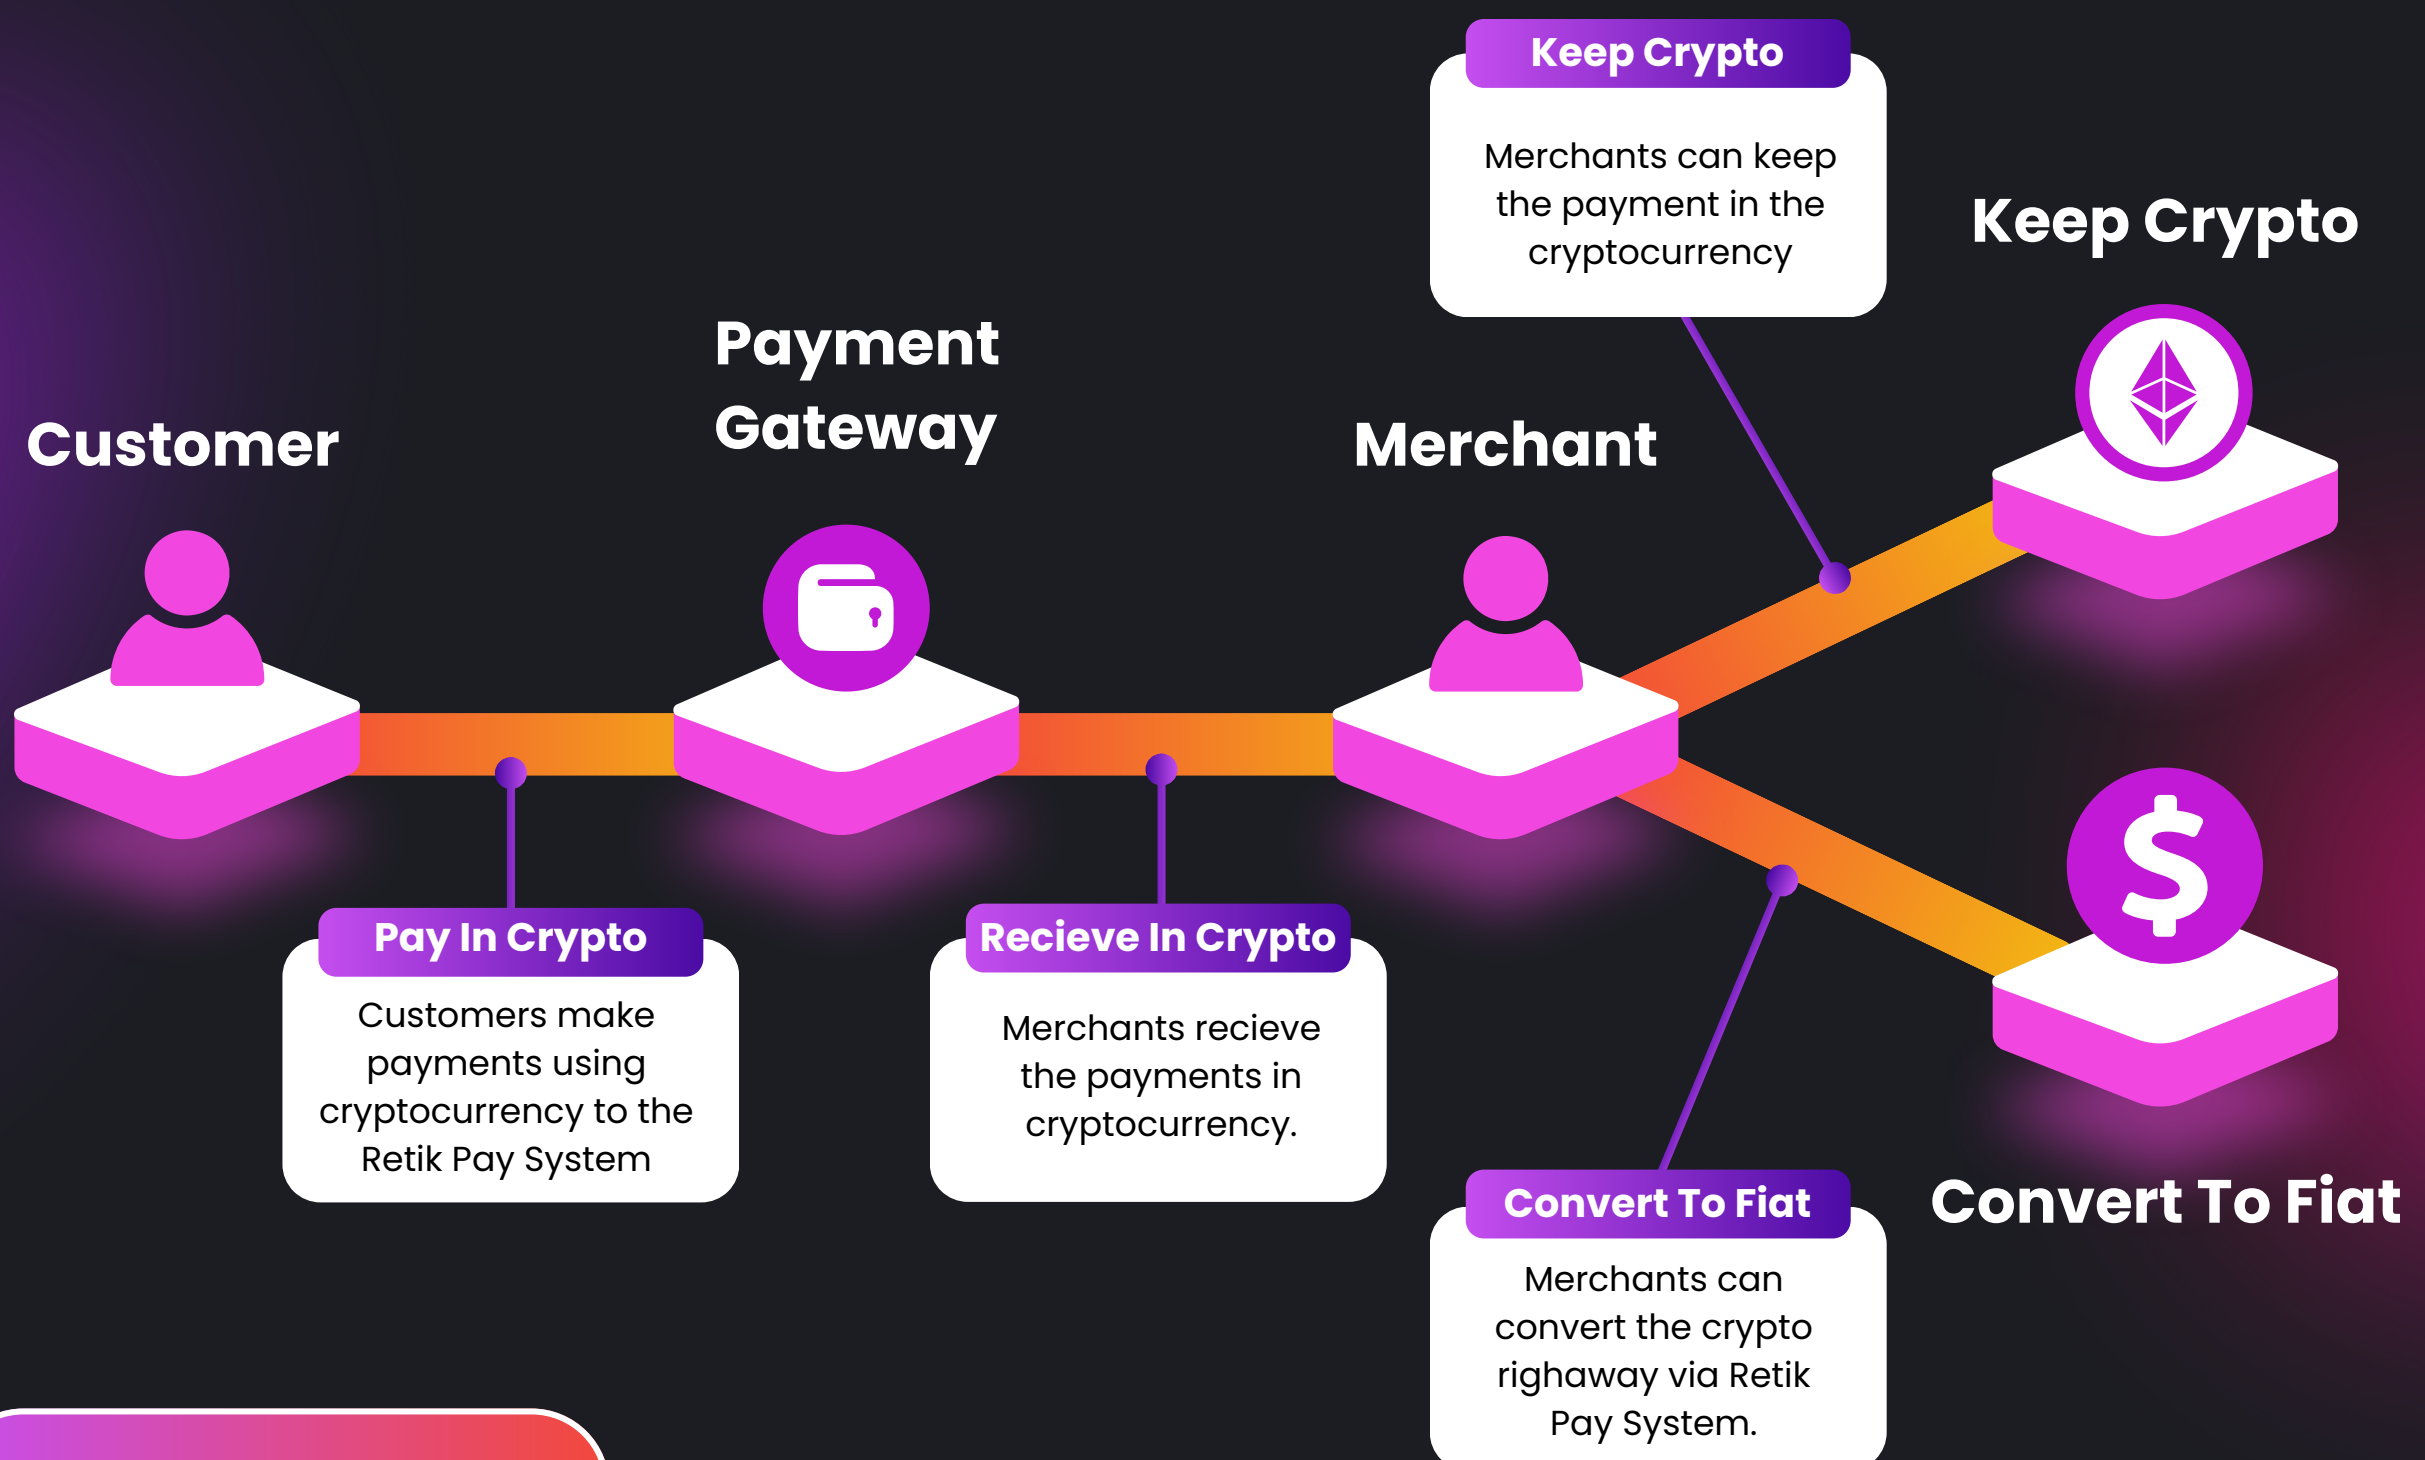 Keep Crypto
Merchants can keep
the payment in the
cryptocurrency
Keep Crypto
Payment
Gateway
Customer
Merchant
Pay In Crypto
Customers make
payments using
cryptocurrency to the
Retik Pay System
Recieve In Crypto
Merchants recieve
the payments in
cryptocurrency.
Convert To Fiat
Convert To Fiat
Merchants can
convert the crypto
righaway via Retik
Pay System.